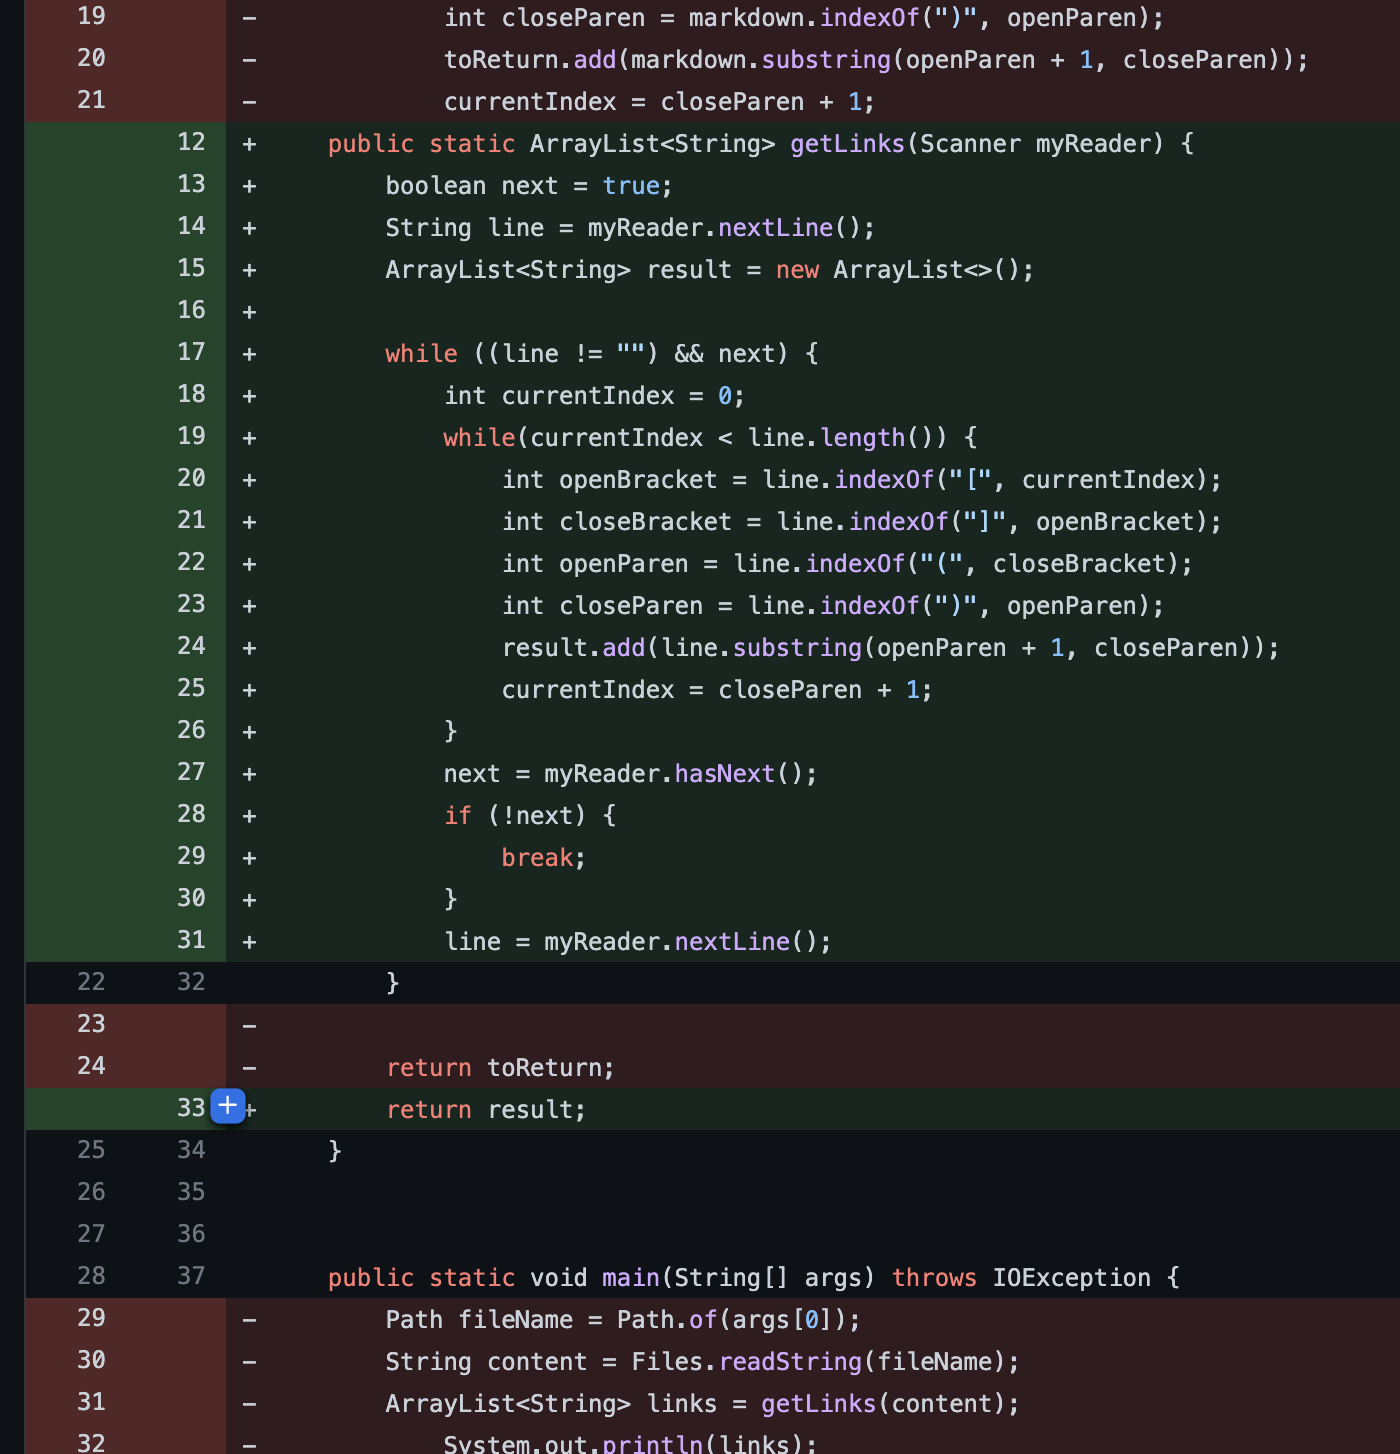 19 - int closeParen = markdown.indexOf(")", openParen);
20 - toReturn.add(markdown.substring(openParen + 1, closeParen));
21 - currentIndex = closeParen + 1;
12 + public static ArrayList<String> getLinks(Scanner myReader) {
13 + boolean next = true;
14 + String line = myReader.nextLine();
15 + ArrayList<String> result = new ArrayList<>();
16 +
17 + while ((line != "") && next) {
18 + int currentIndex = 0;
19 + while(currentIndex < line.length()) {
20 + int openBracket = line.indexOf("[", currentIndex);
21 + int closeBracket = line.indexOf("]", openBracket);
22 + int openParen = line.indexOf("(", closeBracket);
23 + int closeParen = line.indexOf(")", openParen);
24 + result.add(line.substring(openParen + 1, closeParen));
25 + currentIndex = closeParen + 1;
26 + }
27 + next = myReader.hasNext();
28 + if (!next) {
29 + break;
30 + }
31 + line = myReader.nextLine();
22 32 }
23 -
24 - return toReturn;
33 + + return result;
25 34 }
26 35
27 36
28 37 public static void main(String[] args) throws IOException {
29 - Path fileName = Path.of(args[0]);
30 - String content = Files.readString(fileName);
31 - ArrayList<String> links = getLinks(content);
32 - System.out.println(links);